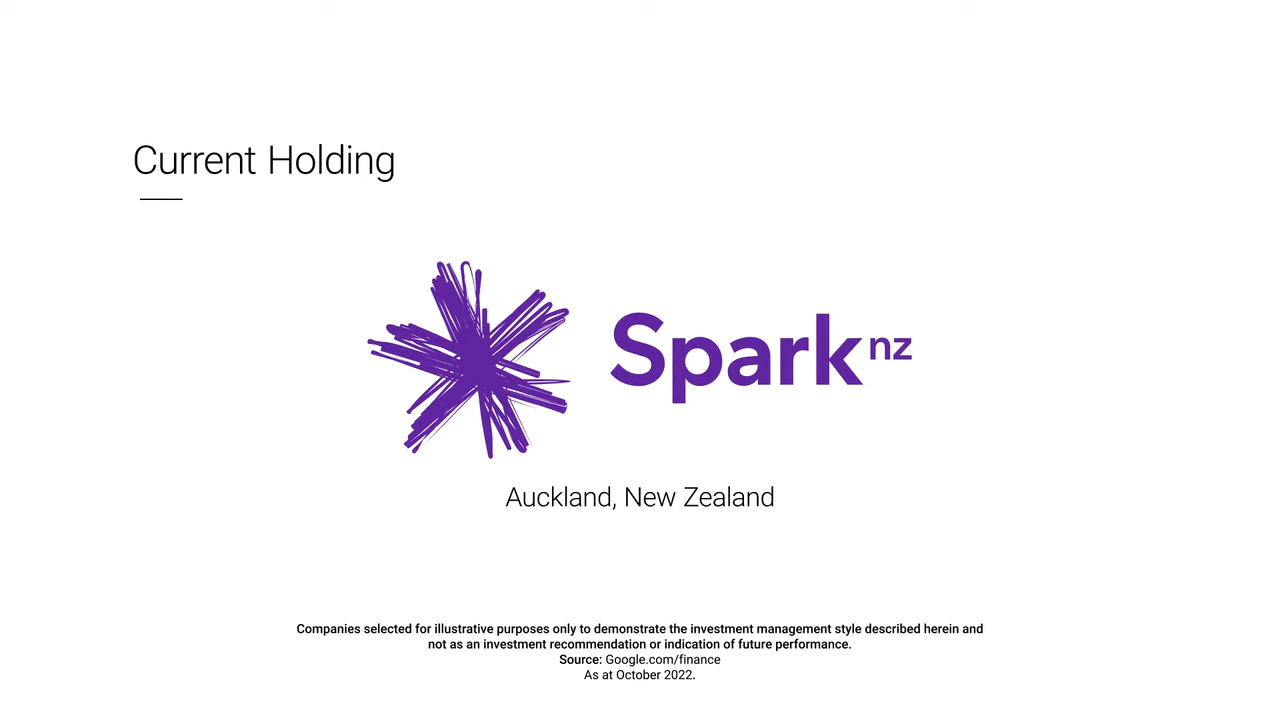 Current Holding
Spark nz
Auckland, New Zealand
Companies selected for illustrative purposes only to demonstrate the investment management style described herein and
not as an investment recommendation or indication of future performance.
Source: Google.com/finance
As at October 2022.